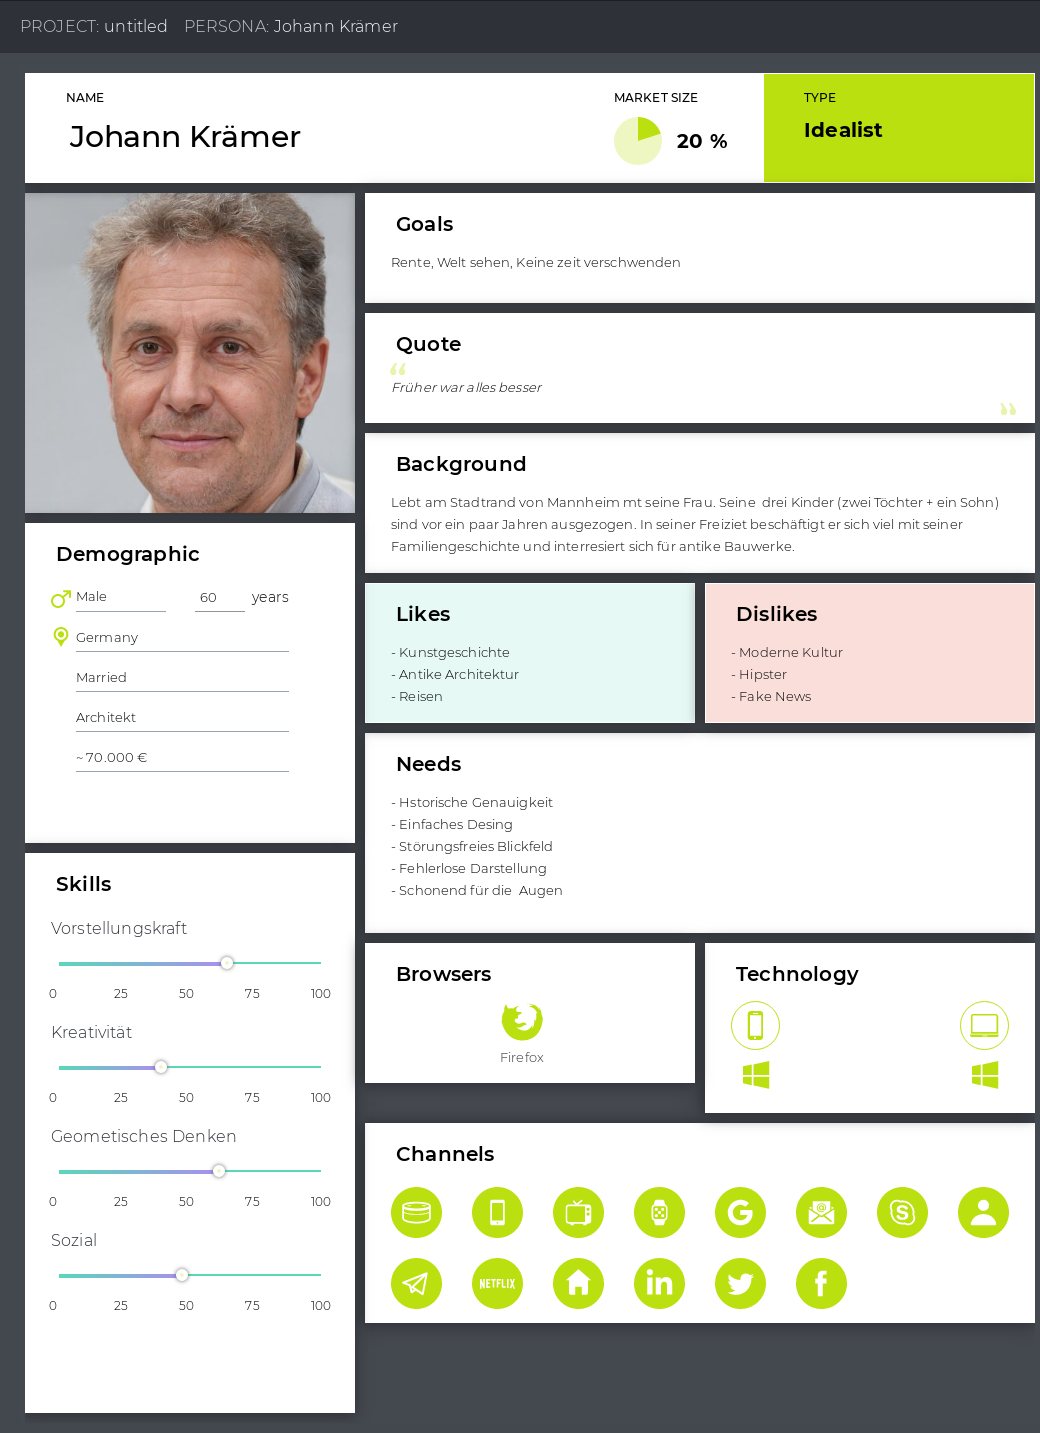 PROJECT: untitled PERSONA: Johann Krämer
NAME
Johann Krämer
MARKET SIZE
20 %
TYPE
Idealist
Goals
Rente, Welt sehen, Keine zeit verschwenden
Quote
“
Früher war alles besser
”
Background
Lebt am Stadtrand von Mannheim mt seine Frau. Seine drei Kinder (zwei Töchter + ein Sohn)
sind vor ein paar Jahren ausgezogen. In seiner Freiziet beschäftigt er sich viel mit seiner
Familiengeschichte und interresiert sich für antike Bauwerke.
Demographic
Male 60 years
Germany
Married
Architekt
~ 70.000 €
Likes
- Kunstgeschichte
- Antike Architektur
- Reisen
Dislikes
- Moderne Kultur
- Hipster
- Fake News
Needs
- Hstorische Genauigkeit
- Einfaches Desing
- Störungsfreies Blickfeld
- Fehlerlose Darstellung
- Schonend für die Augen
Skills
Vorstellungskraft
0 25 50 75 100
Kreativität
0 25 50 75 100
Geometisches Denken
0 25 50 75 100
Sozial
0 25 50 75 100
Browsers
Firefox
Technology
Channels
NETFLIX